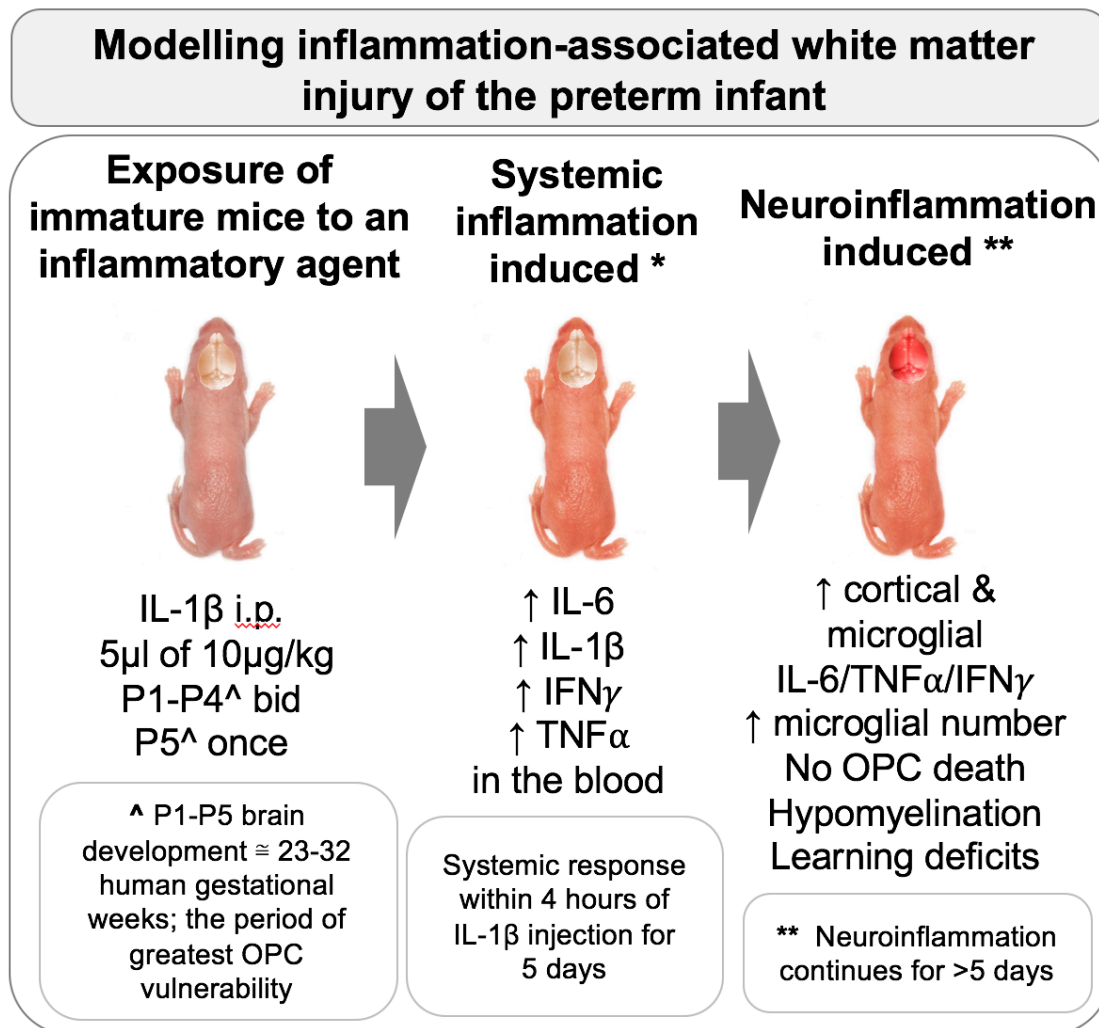 Modelling inflammation-associated white matter
injury of the preterm infant
Exposure of
immature mice to an
inflammatory agent
IL-1β i.p.
5μl of 10μg/kg
P1-P4^ bid
P5^ once
^ P1-P5 brain
development ≅ 23-32
human gestational
weeks; the period of
greatest OPC
vulnerability
Systemic
inflammation
induced *
↑ IL-6
↑ IL-1β
↑ IFNγ
↑ TNFα
in the blood
Systemic response
within 4 hours of
IL-1β injection for
5 days
Neuroinflammation
induced **
↑ cortical &
microglial
IL-6/TNFα/IFNγ
↑ microglial number
No OPC death
Hypomyelination
Learning deficits
** Neuroinflammation
continues for >5 days